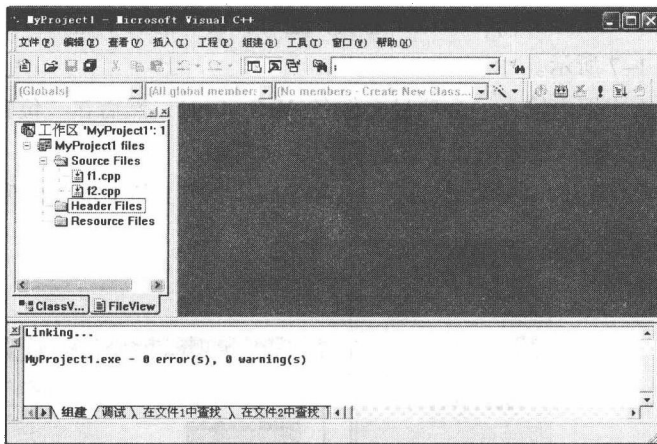 MyProject1 - Microsoft Visual C++
文件(F) 编辑(E) 查看(V) 插入(I) 工程(P) 组建(B) 工具(T) 窗口(W) 帮助(H)
(Globals) (All global member: (No members - Create New Class...
工作区 'MyProject1': 1
MyProject1 files
Source Files
f1.cpp
f2.cpp
Header Files
Resource Files
ClassV... FileView
Linking...
MyProject1.exe - 0 error(s), 0 warning(s)
组建 调试 在文件1中查找 在文件2中查找